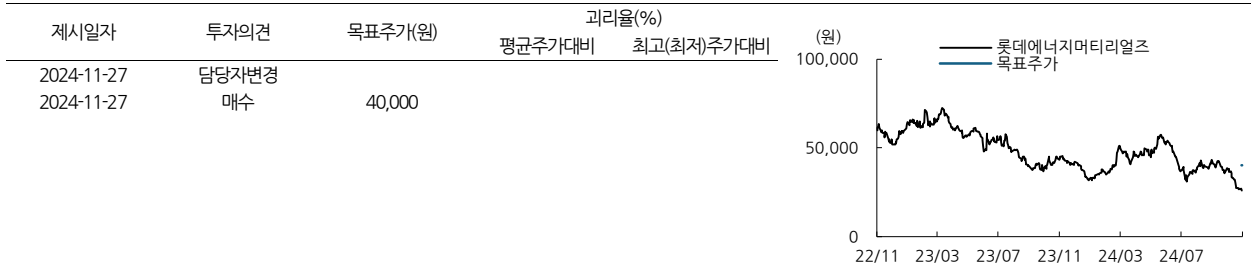 제시일자 투자의견 목표주가(원) 괴리율(%)
평균주가대비 최고(최저)주가대비
2024-11-27 담당자변경
2024-11-27 매수 40,000
(원)
롯데에너지머티리얼즈
목표주가
100,000
50,000
0
22/11 23/03 23/07 23/11 24/03 24/07